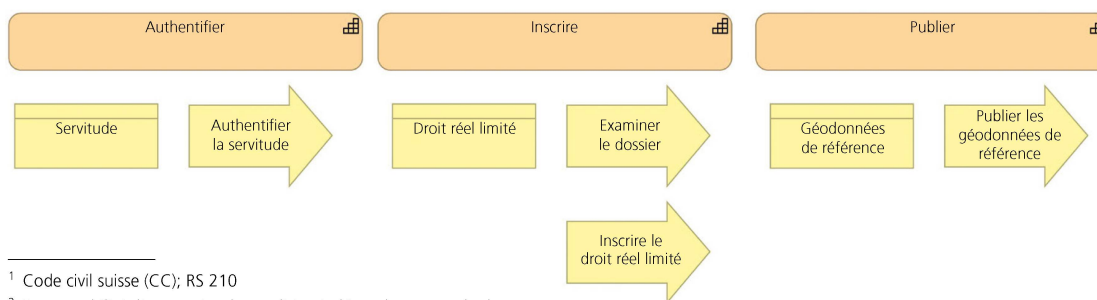 Authentifier
Inscrire
Publier
Servitude
Authentifier
la servitude
Droit réel limité
Examiner
le dossier
Géodonnées
de référence
Publier les
géodonnées de
référence
Inscrire le
droit réel limité
1 Code civil suisse (CC); RS 210